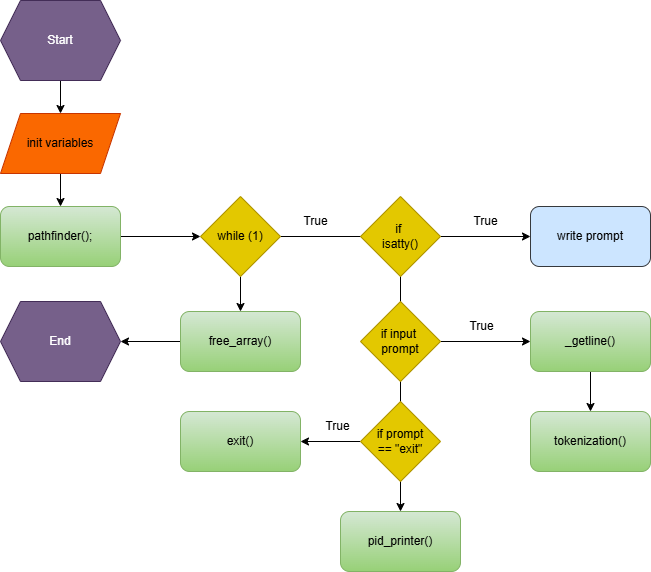 Start
init variables
pathfinder();
while (1)
True
if
isatty()
True
write prompt
End
free_array()
if input
prompt
True
_getline()
exit()
True
if prompt
== "exit"
tokenization()
pid_printer()